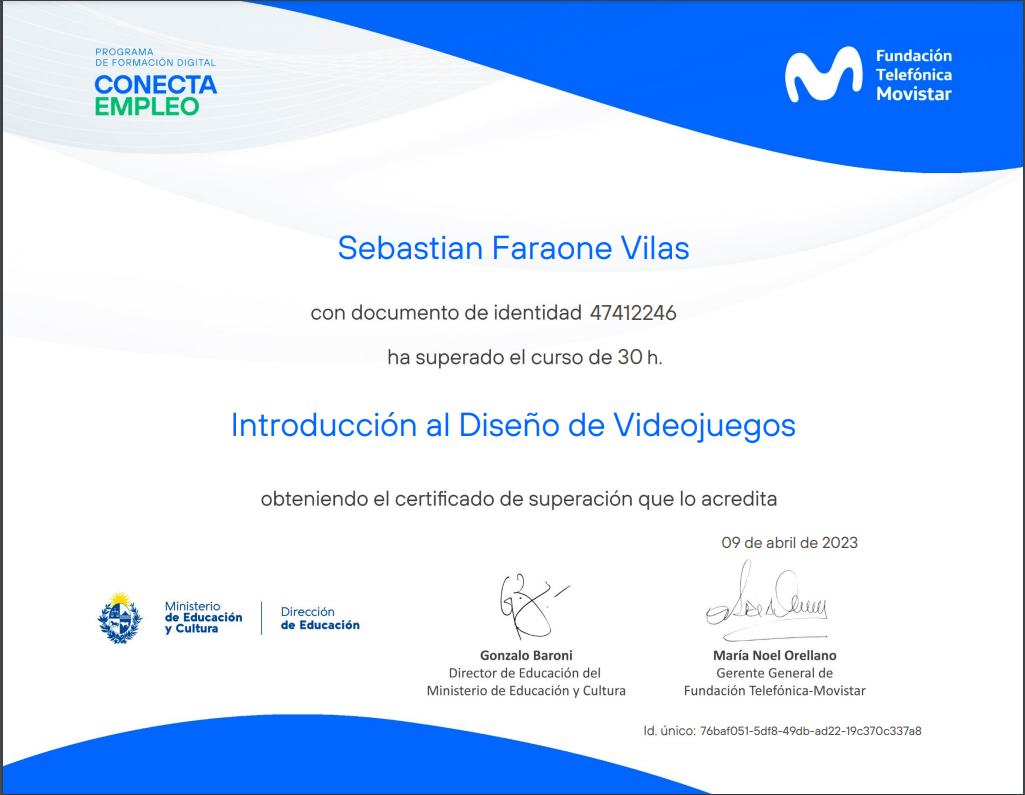 PROGRAMA
DE FORMACIÓN DIGITAL
CONECTA
EMPLEO
Fundación
Telefónica
Movistar
Sebastian Faraone Vilas
con documento de identidad 47412246
ha superado el curso de 30 h.
Introducción al Diseño de Videojuegos
obteniendo el certificado de superación que lo acredita
09 de abril de 2023
Ministerio
de Educación
y Cultura
Dirección
de Educación
Gonzalo Baroni
Director de Educación del
Ministerio de Educación y Cultura
María Noel Orellano
Gerente General de
Fundación Telefónica-Movistar
Id. único: 76baf051-5df8-49db-ad22-19c370c337a8